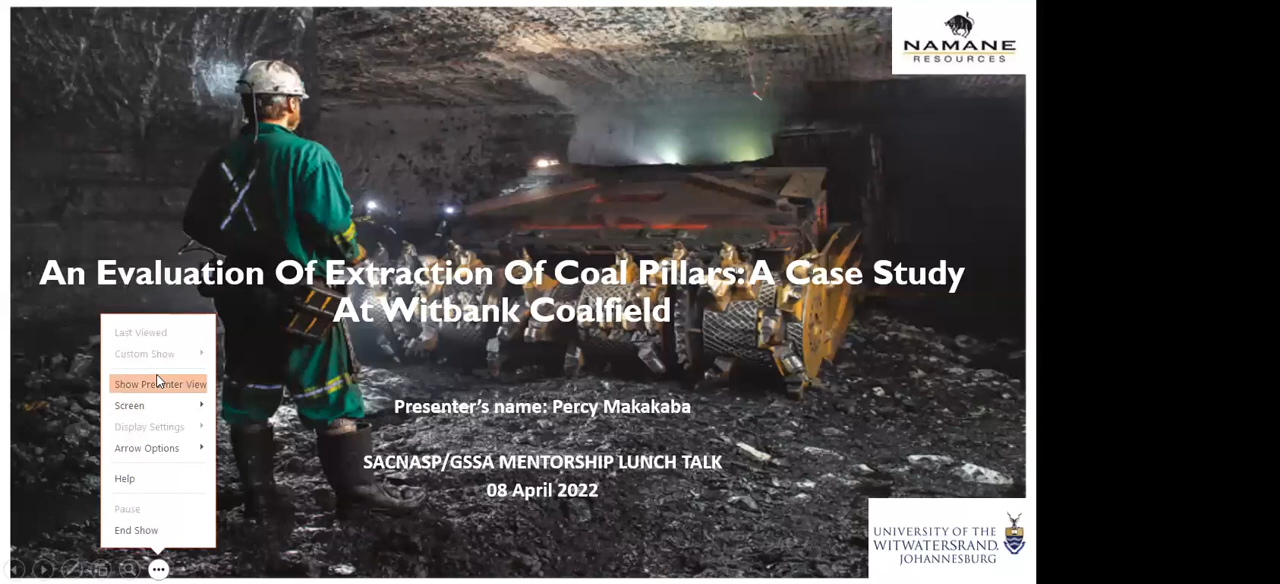 NAMANE
RESOURCES
An Evaluation Of Extraction Of Coal Pillars:A Case Study
At Witbank Coalfield
Last Viewed
Custom Show
Show Presenter View
Screen
Display Settings
Arrow Options
Help
Pause
End Show
Presenter's name: Percy Makakaba
SACNASP/GSSA MENTORSHIP LUNCH TALK
08 April 2022
UNIVERSITY OF THE
WITWATERSRAND,
JOHANNESBURG